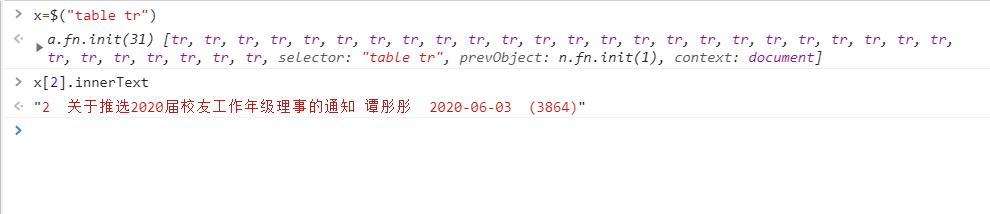 x=$("table tr")
a.fn.init(31) [tr, tr, tr, tr, tr, tr, tr, tr, tr, tr, tr, tr, tr, tr, tr, tr, tr, tr, tr, tr, tr, tr, tr, tr,
tr, tr, tr, tr, tr, tr, tr, selector: "table tr", prevObject: n.fn.init(1), context: document]
x[2].innerText
"2  关于推选2020届校友工作年级理事的通知 谭彤彤  2020-06-03  (3864)"